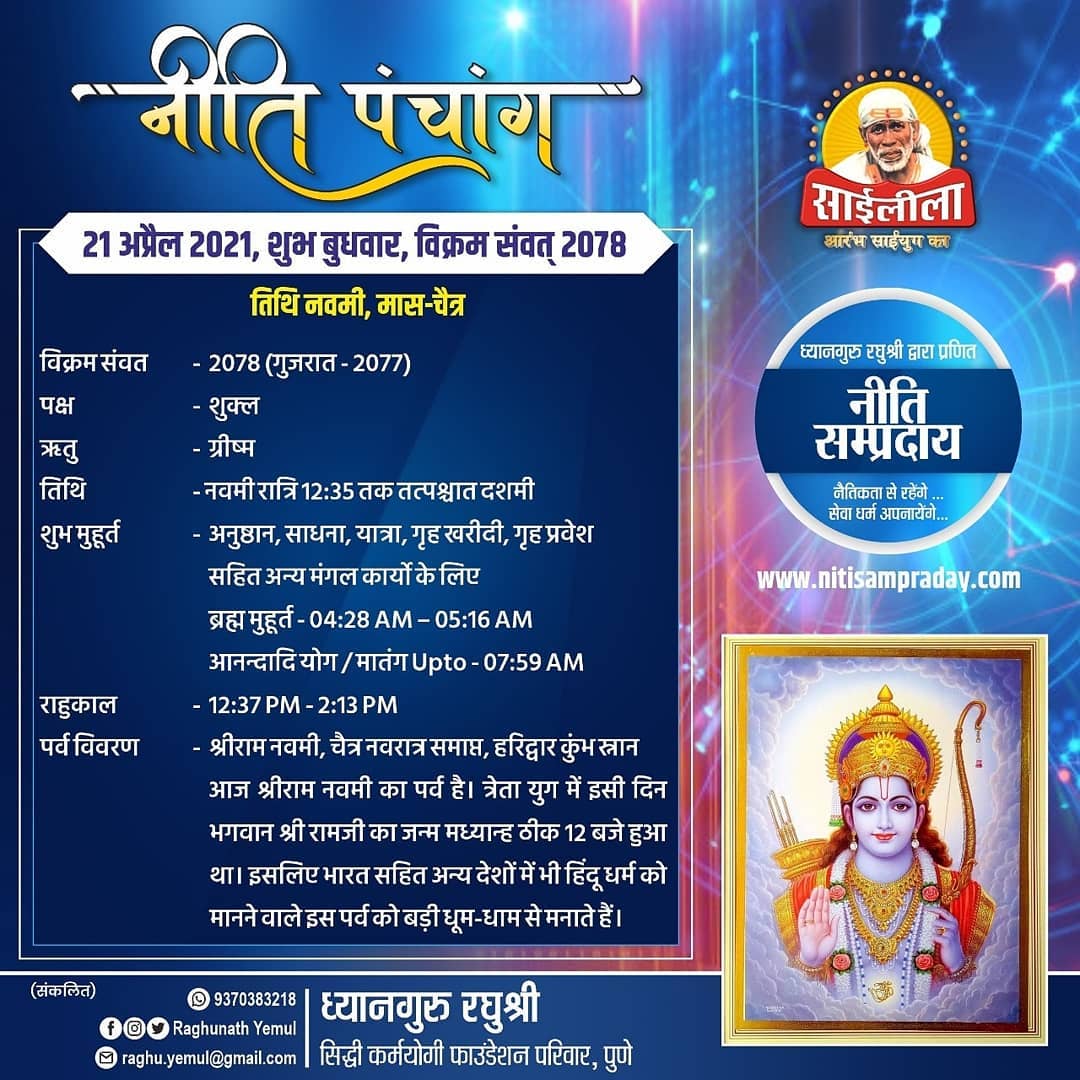 नीति पंचांग
साईलीला
आरंभ साईयुग का
21 अप्रैल 2021, शुभ बुधवार, विक्रम संवत् 2078
तिथि नवमी, मास-चैत्र
विक्रम संवत - 2078 (गुजरात - 2077)
पक्ष - शुक्ल
ऋतु - ग्रीष्म
तिथि - नवमी रात्रि 12:35 तक तत्पश्चात दशमी
शुभ मुहूर्त - अनुष्ठान, साधना, यात्रा, गृह खरीदी, गृह प्रवेश
सहित अन्य मंगल कार्यो के लिए
ब्रह्म मुहूर्त - 04:28 AM – 05:16 AM
आनन्दादि योग / मातंग Upto - 07:59 AM
राहुकाल - 12:37 PM - 2:13 PM
पर्व विवरण - श्रीराम नवमी, चैत्र नवरात्र समाप्त, हरिद्वार कुंभ स्नान
आज श्रीराम नवमी का पर्व है। त्रेता युग में इसी दिन
भगवान श्री रामजी का जन्म मध्यान्ह ठीक 12 बजे हुआ
था। इसलिए भारत सहित अन्य देशों में भी हिंदू धर्म को
मानने वाले इस पर्व को बड़ी धूम-धाम से मनाते हैं।
ध्यानगुरु रघुश्री द्वारा प्रणित
नीति
सम्प्रदाय
नैतिकता से रहेंगे ...
सेवा धर्म अपनायेंगे...
www.nitisampraday.com
(संकलित)
9370383218
Raghunath Yemul
raghu.yemul@gmail.com
ध्यानगुरु रघुश्री
सिद्धी कर्मयोगी फाउंडेशन परिवार, पुणे